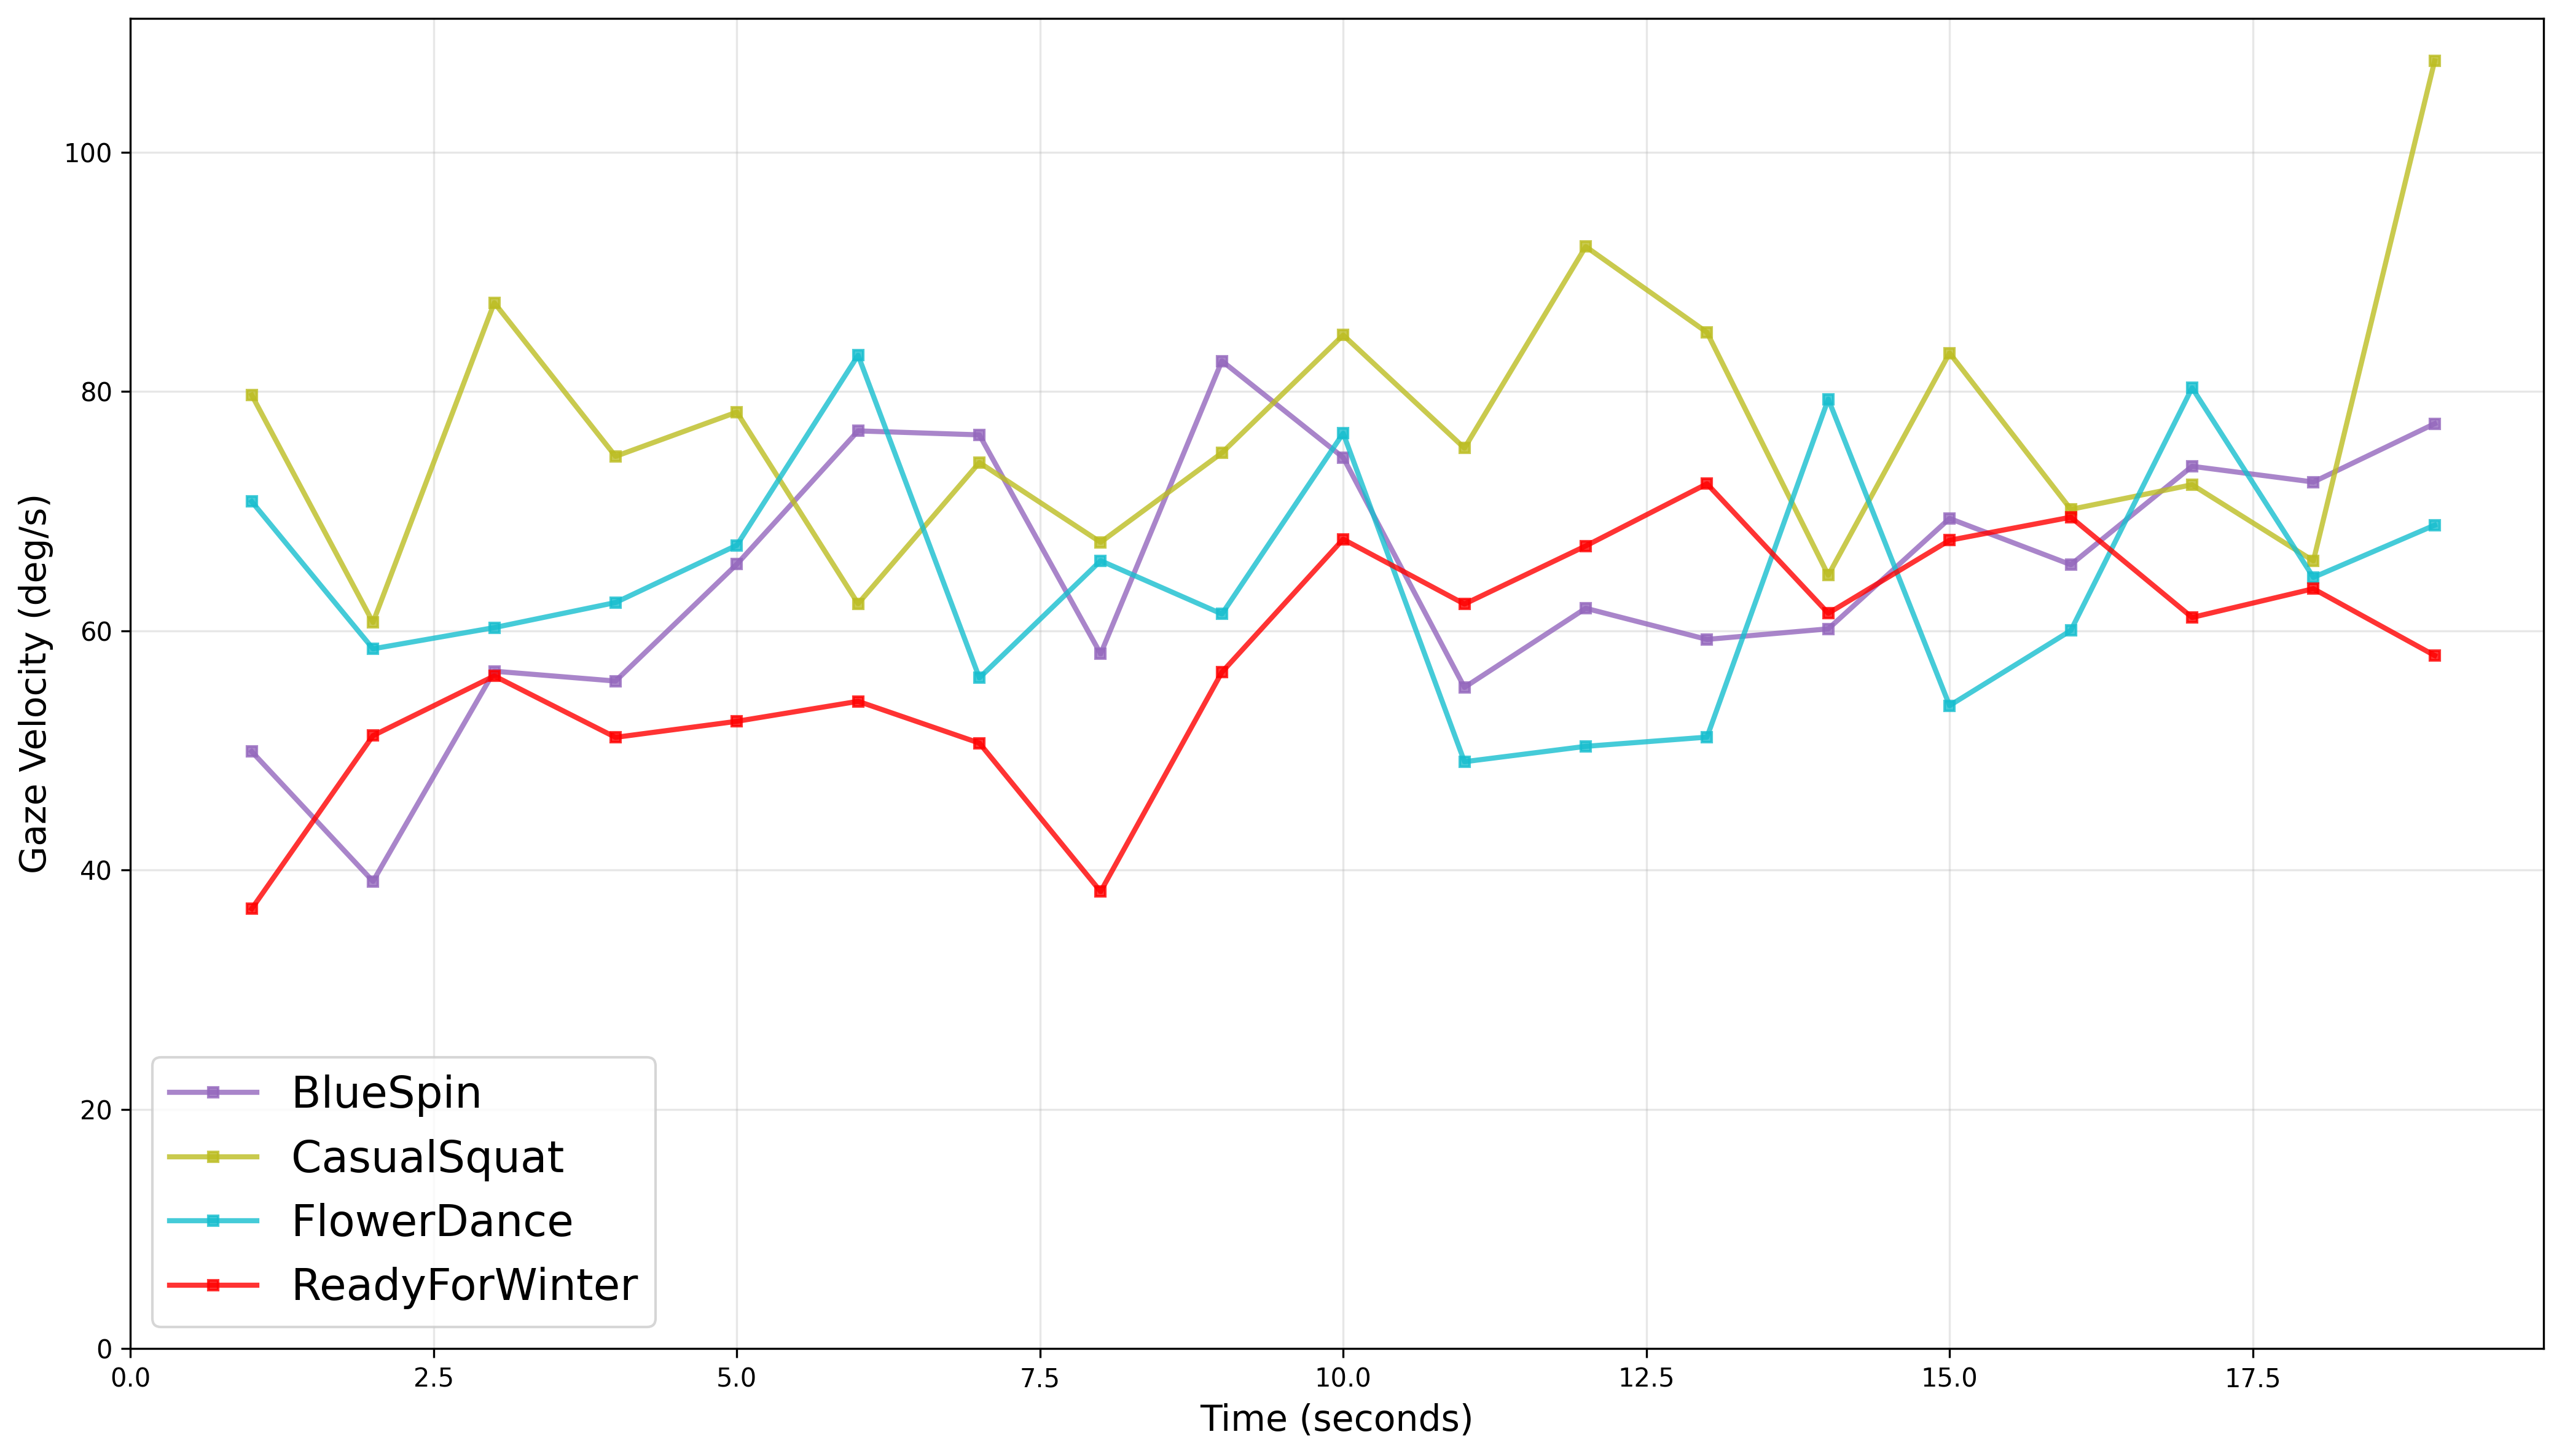 Gaze Velocity (deg/s)
100
80
60
40
20
0
BlueSpin
CasualSquat
FlowerDance
ReadyForWinter
0.0 2.5 5.0 7.5 10.0 12.5 15.0 17.5
Time (seconds)